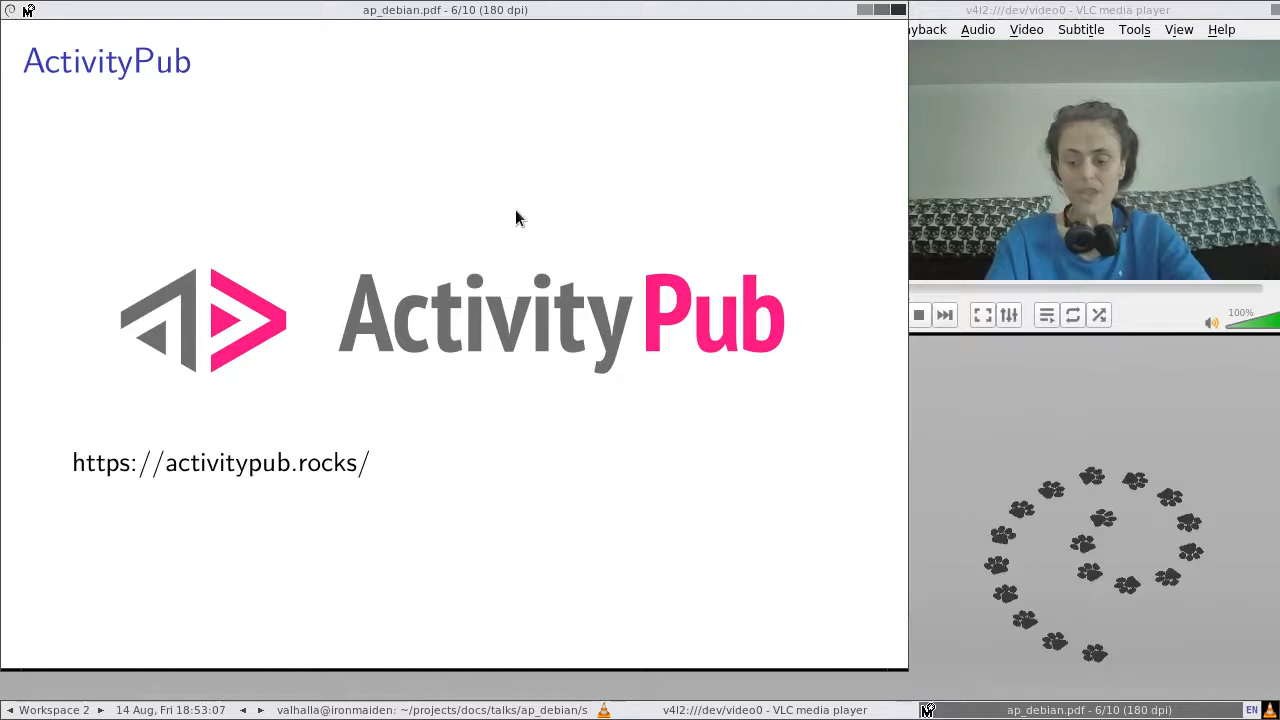 ap_debian.pdf - 6/10 (180 dpi)
v4l2:///dev/video0 - VLC media player
yback Audio Video Subtitle Tools View Help
ActivityPub
ActivityPub
https://activitypub.rocks/
100%
Workspace 2
14 Aug, Fri 18:53:07
valhalla@ironmaiden: ~/projects/docs/talks/ap_debian/s
v4l2:///dev/video0 - VLC media player
ap_debian.pdf - 6/10 (180 dpi)
EN